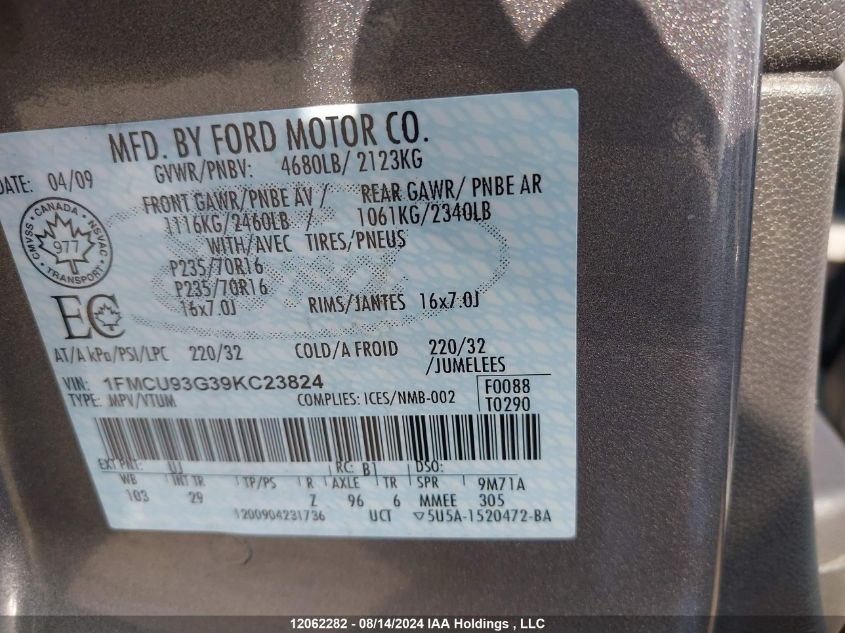 MFD. BY FORD MOTOR CO.
DATE: 04/09 GVWR/PNBV: 4680LB/ 2123KG
FRONT GAWR/PNBE AV / REAR GAWR/ PNBE AR
1116KG/2460LB / 1061KG/2340LB
WITH/AVEC TIRES/PNEUS
P235/70R16
P235/70R16
16x7.0J RIMS/JANTES 16x7.0J
CANADA
CMVSS NSVAC
977
TRANSPORT
EC
AT/A kPa/PSI/LPC 220/32 COLD/A FROID 220/32
/JUMELEES
VIN: 1FMCU93G39KC23824 F0088
TYPE: MPV/VTUM COMPLIES: ICES/NMB-002 T0290
EXT PNT: UJ RC: B1 DSO:
WB INT TR TP/PS R AXLE TR SPR 9M71A
103 29 Z 96 6 MMEE 305
1200904231736 UCT ▽5U5A-1520472-BA
12062282 - 08/14/2024 IAA Holdings , LLC